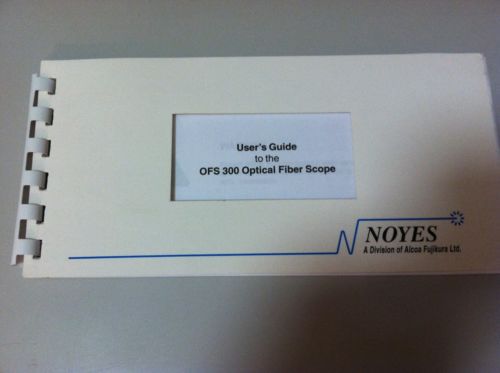 User's Guide
to the
OFS 300 Optical Fiber Scope
NOYES
A Division of Alcoa Fujikura Ltd.